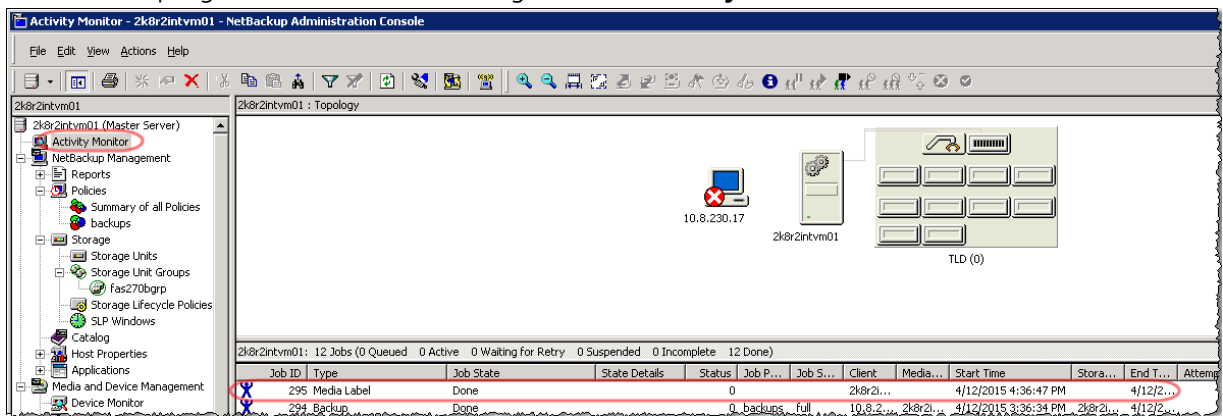 Activity Monitor - 2k8r2intvm01 - NetBackup Administration Console
File Edit View Actions Help
2k8r2intvm01
2k8r2intvm01 : Topology
2k8r2intvm01 (Master Server)
Activity Monitor
NetBackup Management
Reports
Policies
Summary of all Policies
backups
Storage
Storage Units
Storage Unit Groups
fas270bgrp
Storage Lifecycle Policies
SLP Windows
Catalog
Host Properties
Applications
Media and Device Management
Device Monitor
10.8.230.17
2k8r2intvm01
TLD (0)
2k8r2intvm01: 12 Jobs (0 Queued 0 Active 0 Waiting for Retry 0 Suspended 0 Incomplete 12 Done)
Job ID Type Job State State Details Status Job P... Job S... Client Media... Start Time Stora... End T... Attemp
295 Media Label Done 0 2k8r2i... 4/12/2015 4:36:47 PM 4/12/2...
294 Backup Done 0 backups full 10.8.2... 2k8r2i... 4/12/2015 3:36:34 PM 2k8r2i... 4/12/2...